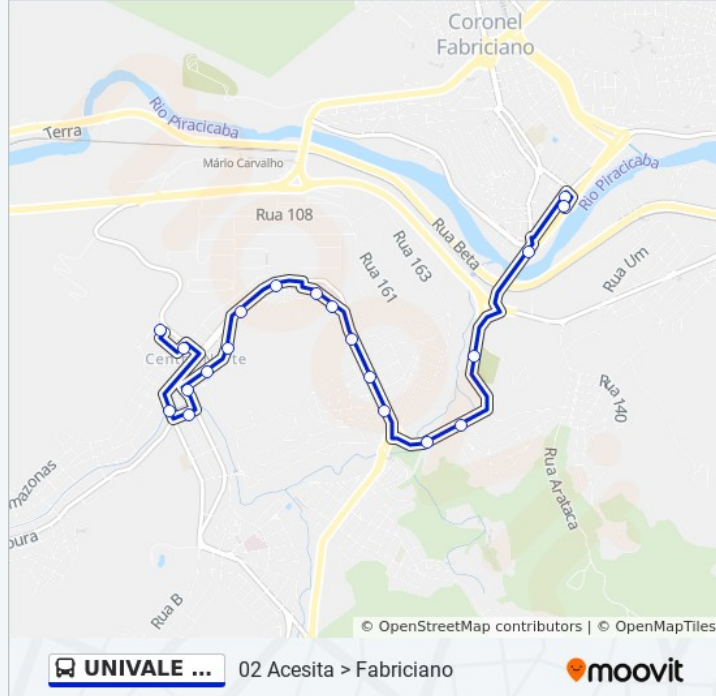 Coronel
Fabriciano
Rio Piracicaba
Terra
Mário Carvalho
Rio Piracicaba
Rua 108
Rua Beta
Rua 163
Rua 161
Rua Um
Rua 140
mazonas
Rua Arataca
oura
Rua B
© OpenStreetMap contributors | © OpenMapTiles
UNIVALE ...
02 Acesita > Fabriciano
moovit